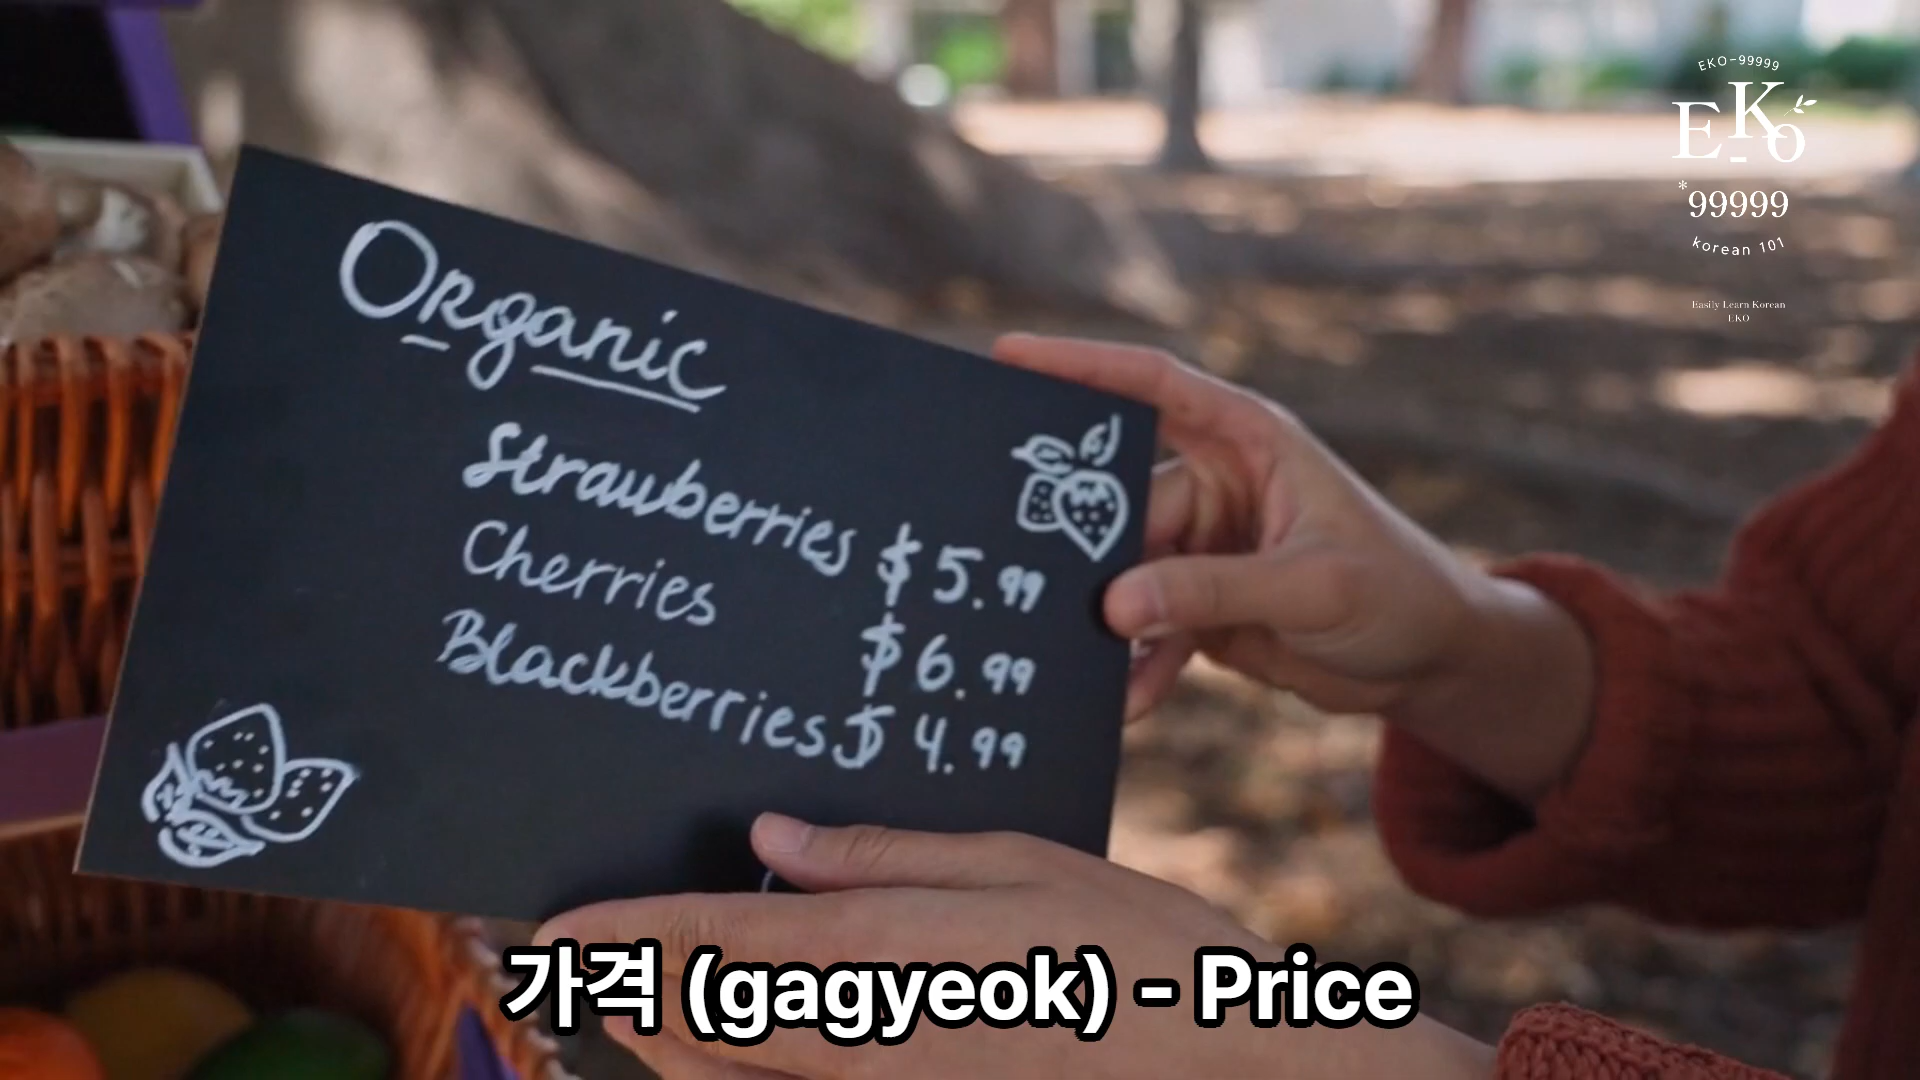 EKO-99999
EKo
*99999
korean 101
Easily Learn Korean
EKO
Organic
Strawberries $5.99
Cherries $6.99
Blackberries $4.99
가격 (gagyeok) - Price